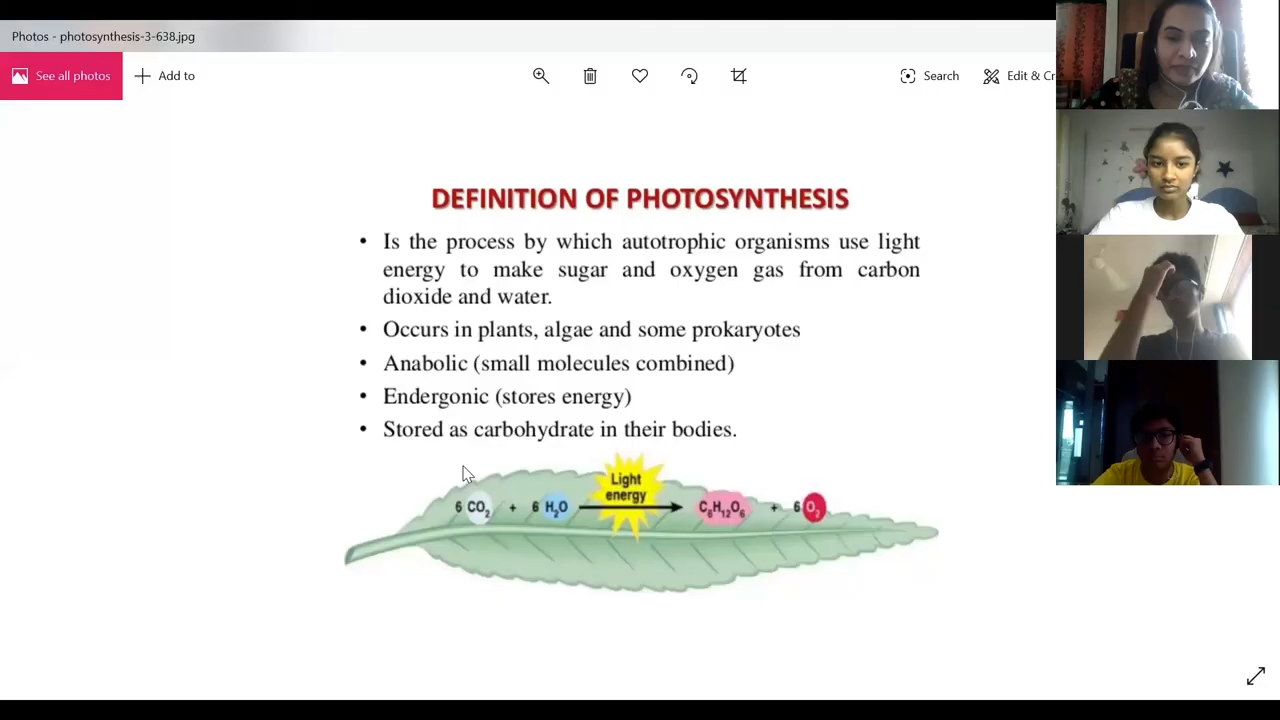 Photos - photosynthesis-3-638.jpg
See all photos
Add to
Search
Edit & Cr
DEFINITION OF PHOTOSYNTHESIS
• Is the process by which autotrophic organisms use light
energy to make sugar and oxygen gas from carbon
dioxide and water.
• Occurs in plants, algae and some prokaryotes
• Anabolic (small molecules combined)
• Endergonic (stores energy)
• Stored as carbohydrate in their bodies.
Light
energy
6 CO₂ + 6 H₂O → C₆H₁₂O₆ + 6 O₂